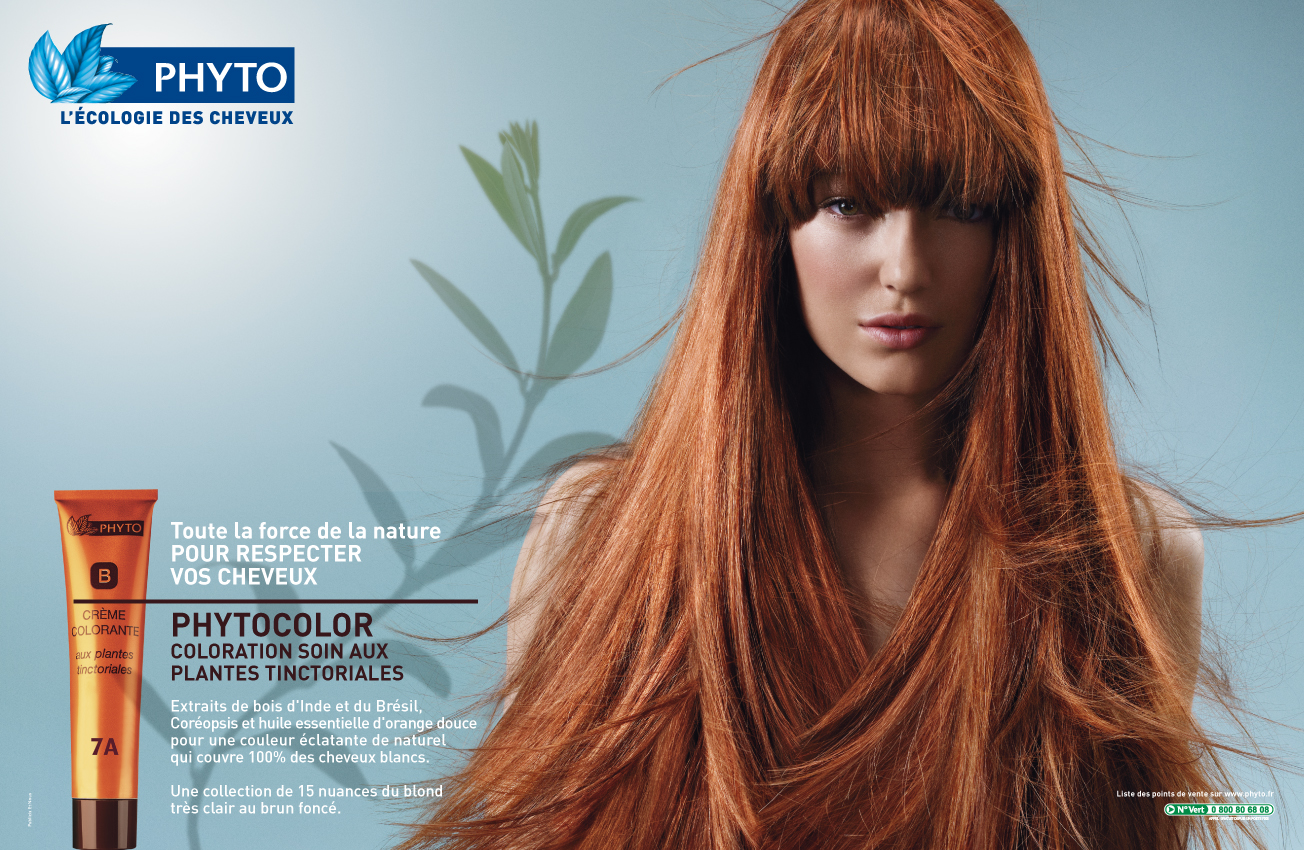 PHYTO
L'ÉCOLOGIE DES CHEVEUX
PHYTO
B
CRÈME
COLORANTE
aux plantes
tinctoriales
7A
Toute la force de la nature
POUR RESPECTER
VOS CHEVEUX
PHYTOCOLOR
COLORATION SOIN AUX
PLANTES TINCTORIALES
Extraits de bois d'Inde et du Brésil,
Coréopsis et huile essentielle d'orange douce
pour une couleur éclatante de naturel
qui couvre 100% des cheveux blancs.
Une collection de 15 nuances du blond
très clair au brun foncé.
Liste des points de vente sur www.phyto.fr
N° Vert 0 800 80 68 08